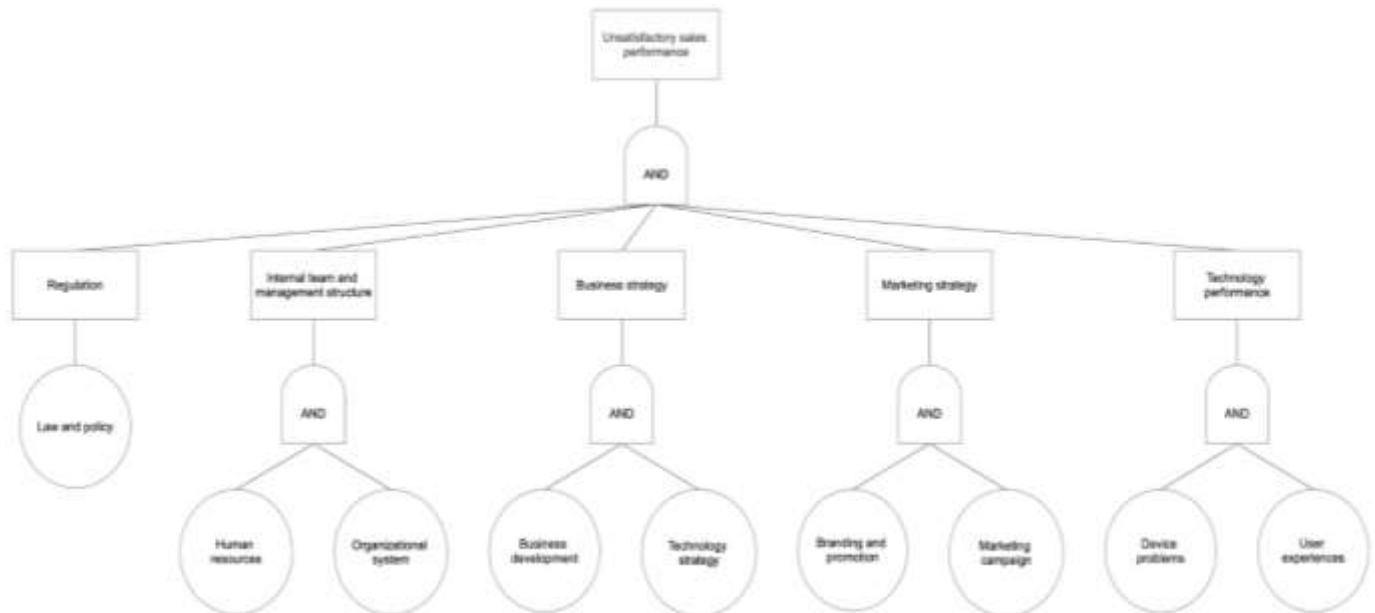 Unsatisfactory sales
performance
AND
Regulation
Internal team and
management structure
Business strategy
Marketing strategy
Technology
performance
Law and policy
AND
AND
AND
AND
Human
resources
Organizational
system
Business
development
Technology
strategy
Branding and
promotion
Marketing
campaign
Device
problems
User
experiences